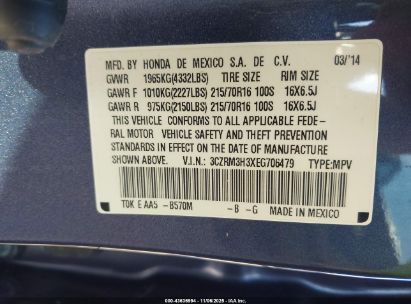 MFD. BY HONDA DE MEXICO S.A. DE C.V. 03/14
GVWR 1965KG(4332LBS) TIRE SIZE RIM SIZE
GAWR F 1010KG(2227LBS) 215/70R16 100S 16X6.5J
GAWR R 975KG(2150LBS) 215/70R16 100S 16X6.5J
THIS VEHICLE CONFORMS TO ALL APPLICABLE FEDE-
RAL MOTOR VEHICLE SAFETY AND THEFT PREVENTION
STANDARDS IN EFFECT ON THE DATE OF MANUFACTURE
SHOWN ABOVE. V.I.N.: 3CZRM3H3XEG706479 TYPE:MPV
TDK E AA5 -B570M -B -G MADE IN MEXICO